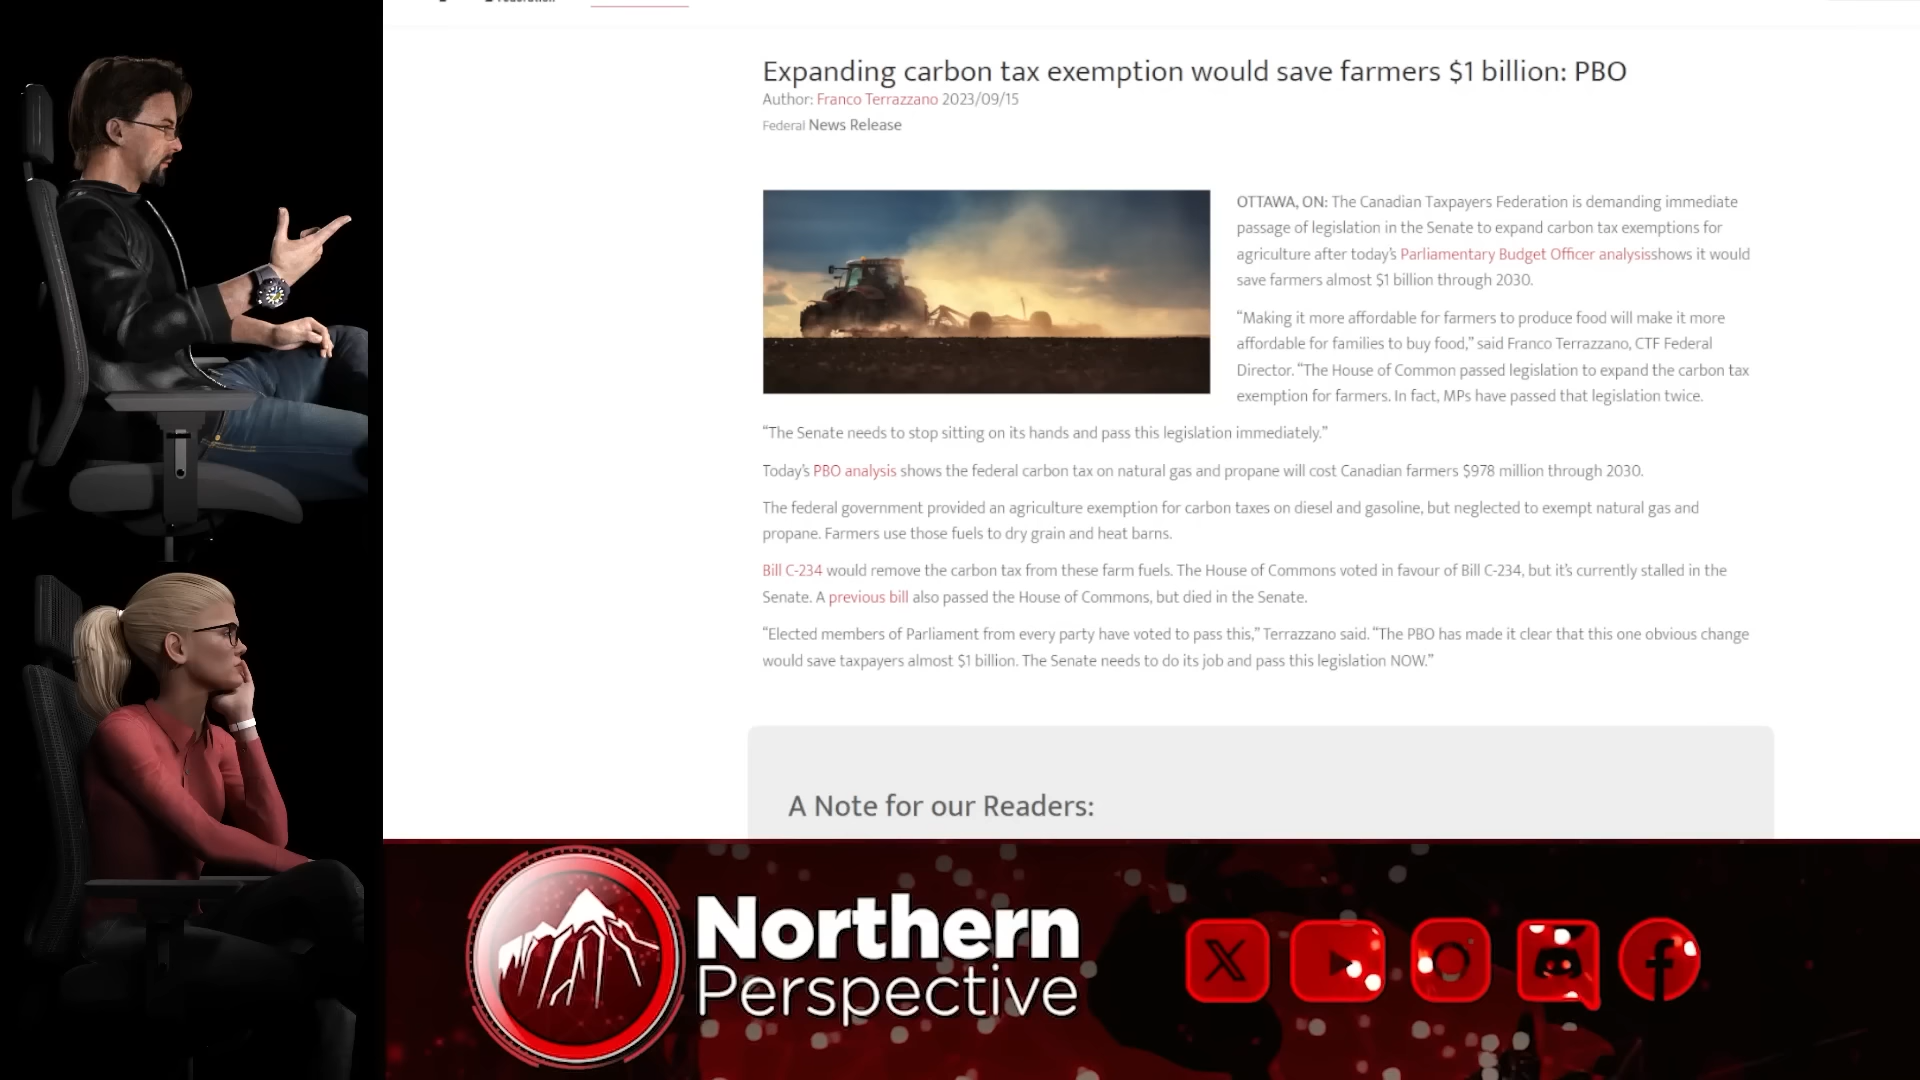 Expanding carbon tax exemption would save farmers $1 billion: PBO
Author: Franco Terrazzano 2023/09/15
Federal News Release
OTTAWA, ON: The Canadian Taxpayers Federation is demanding immediate
passage of legislation in the Senate to expand carbon tax exemptions for
agriculture after today's Parliamentary Budget Officer analysisshows it would
save farmers almost $1 billion through 2030.
“Making it more affordable for farmers to produce food will make it more
affordable for families to buy food,” said Franco Terrazzano, CTF Federal
Director. “The House of Common passed legislation to expand the carbon tax
exemption for farmers. In fact, MPs have passed that legislation twice.
“The Senate needs to stop sitting on its hands and pass this legislation immediately.”
Today's PBO analysis shows the federal carbon tax on natural gas and propane will cost Canadian farmers $978 million through 2030.
The federal government provided an agriculture exemption for carbon taxes on diesel and gasoline, but neglected to exempt natural gas and
propane. Farmers use those fuels to dry grain and heat barns.
Bill C-234 would remove the carbon tax from these farm fuels. The House of Commons voted in favour of Bill C-234, but it's currently stalled in the
Senate. A previous bill also passed the House of Commons, but died in the Senate.
“Elected members of Parliament from every party have voted to pass this,” Terrazzano said. “The PBO has made it clear that this one obvious change
would save taxpayers almost $1 billion. The Senate needs to do its job and pass this legislation NOW.”
A Note for our Readers:
Northern
Perspective